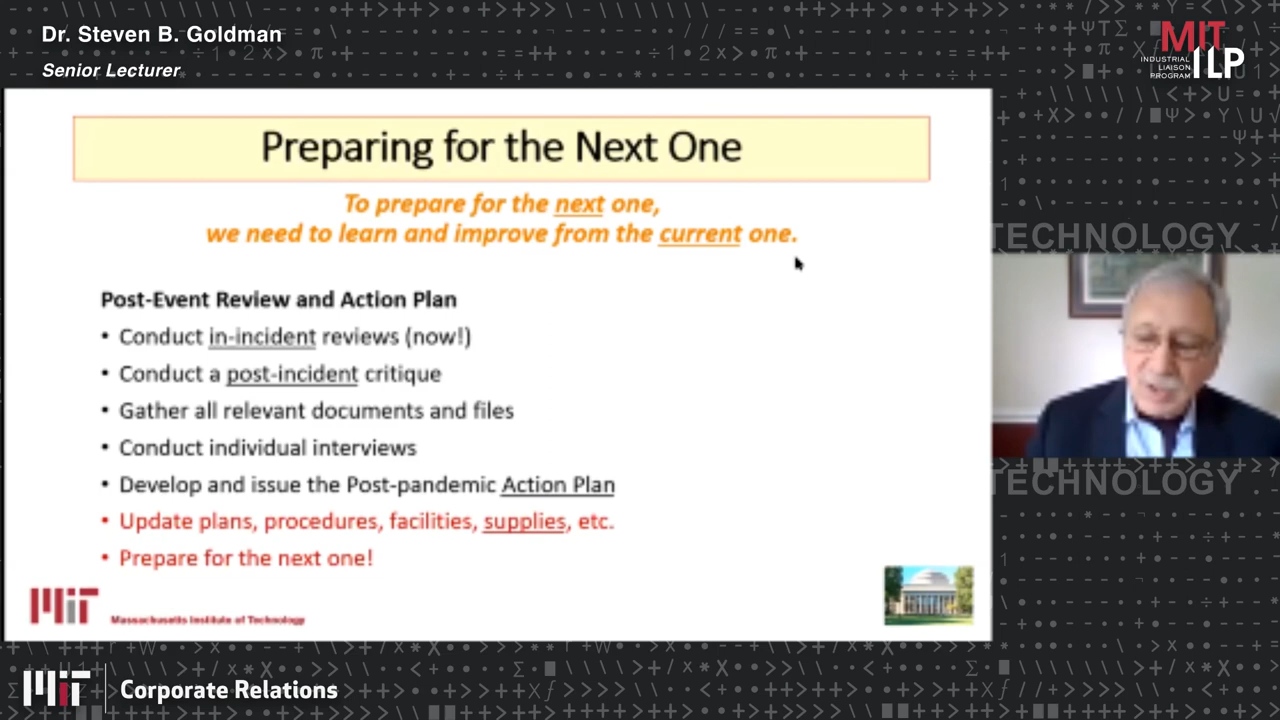 Dr. Steven B. Goldman
Senior Lecturer
MIT
INDUSTRIAL
LIAISON
PROGRAM
ILP
Preparing for the Next One
To prepare for the next one,
we need to learn and improve from the current one.
Post-Event Review and Action Plan
• Conduct in-incident reviews (now!)
• Conduct a post-incident critique
• Gather all relevant documents and files
• Conduct individual interviews
• Develop and issue the Post-pandemic Action Plan
• Update plans, procedures, facilities, supplies, etc.
• Prepare for the next one!
MIT
Massachusetts Institute of Technology
TECHNOLOGY
TECHNOLOGY
MIT
Corporate Relations